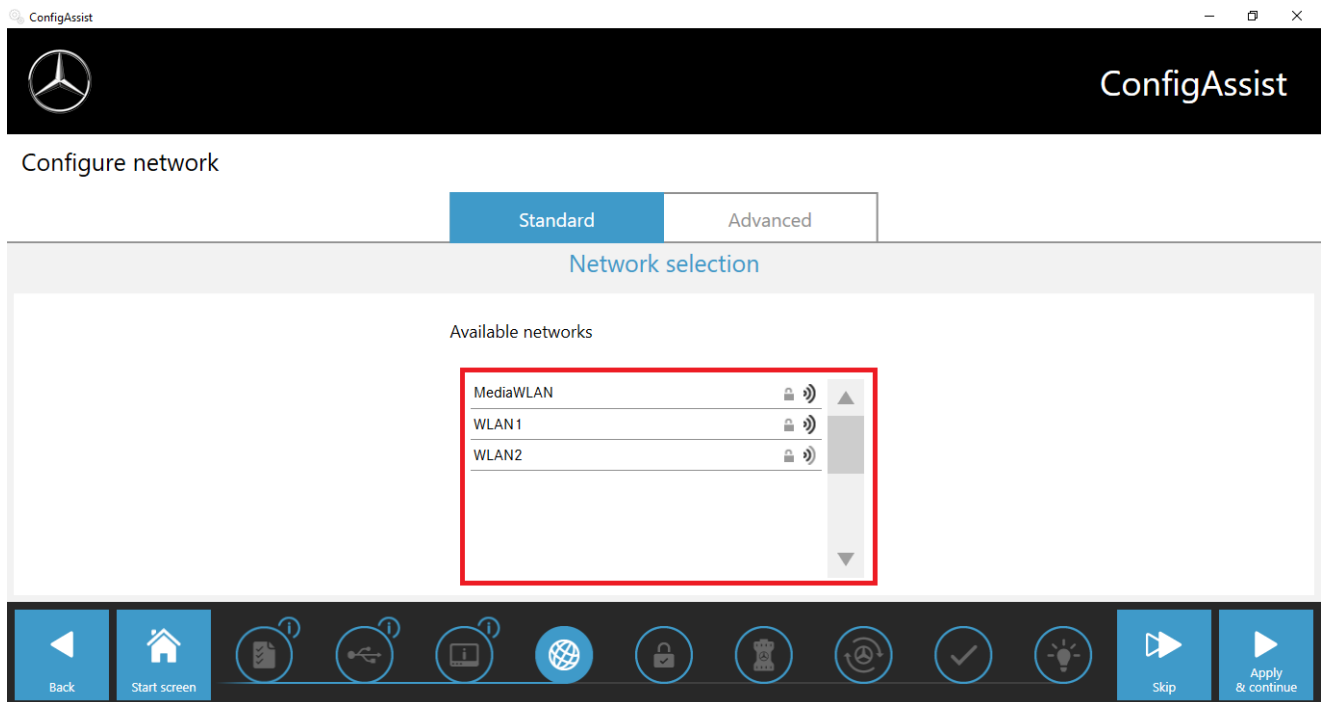 ConfigAssist
ConfigAssist
Configure network
Standard
Advanced
Network selection
Available networks
MediaWLAN
WLAN1
WLAN2
Back
Start screen
Skip
Apply
& continue